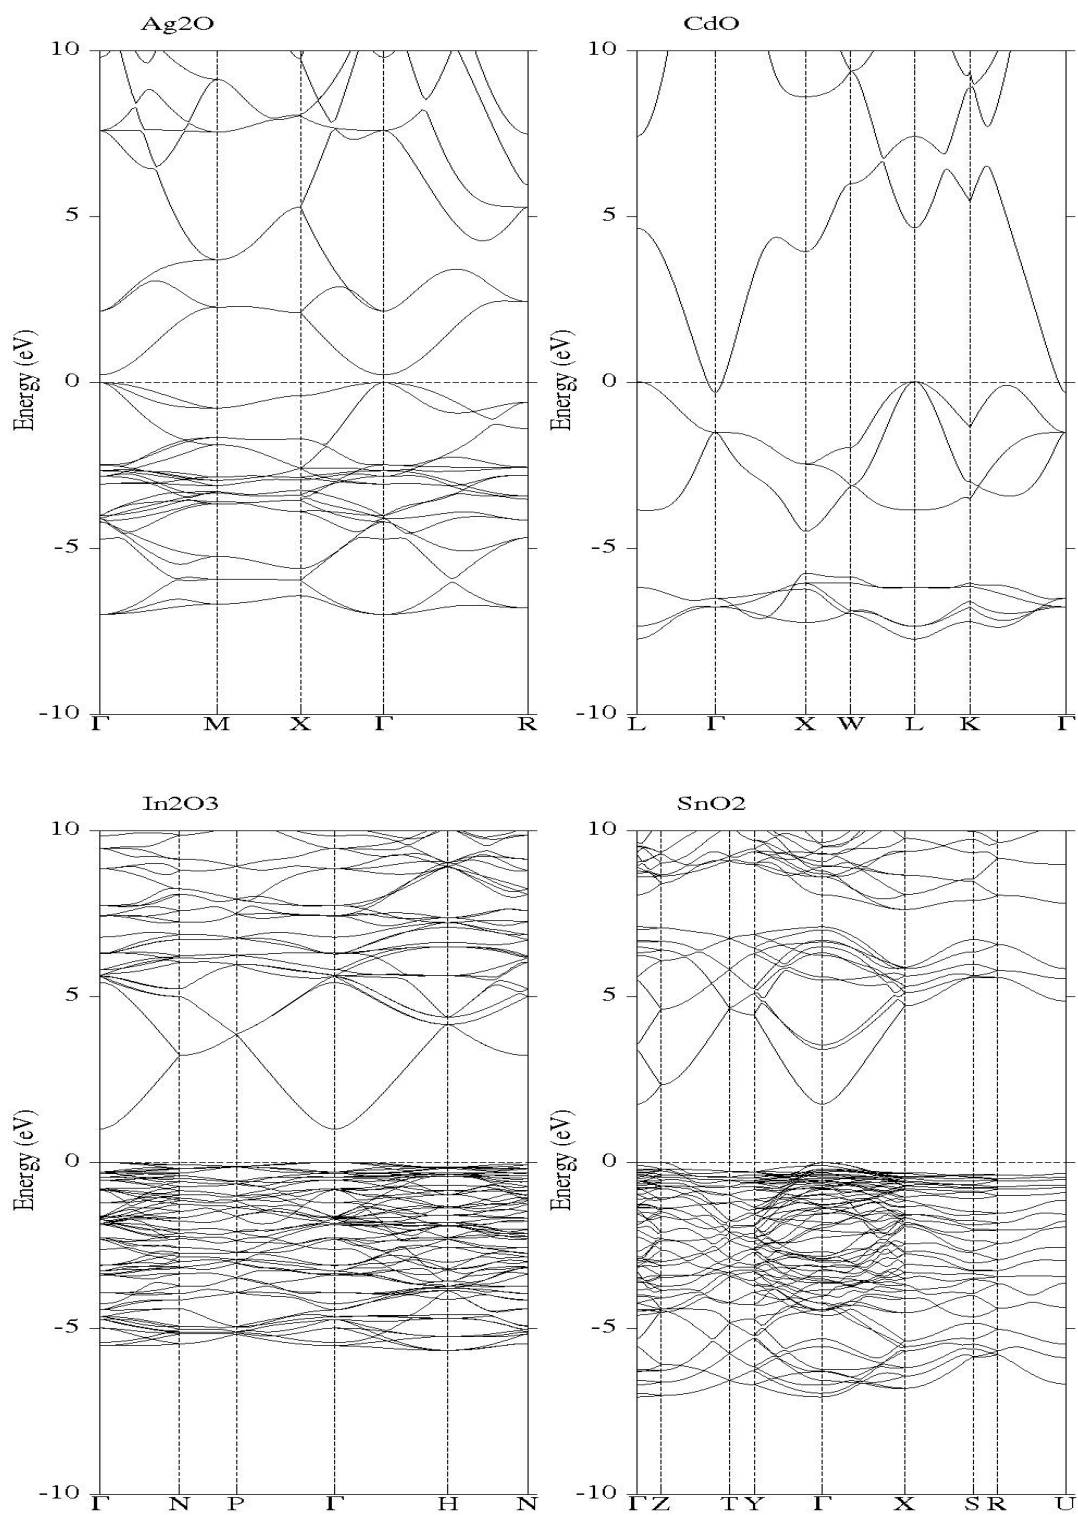 Ag2O
10
5
0
-5
-10
Energy (eV)
Γ M X Γ R
CdO
10
5
0
-5
-10
Energy (eV)
L Γ X W L K Γ
In2O3
10
5
0
-5
-10
Energy (eV)
Γ N P Γ H N
SnO2
10
5
0
-5
-10
Energy (eV)
Γ Z T Y Γ X S R U